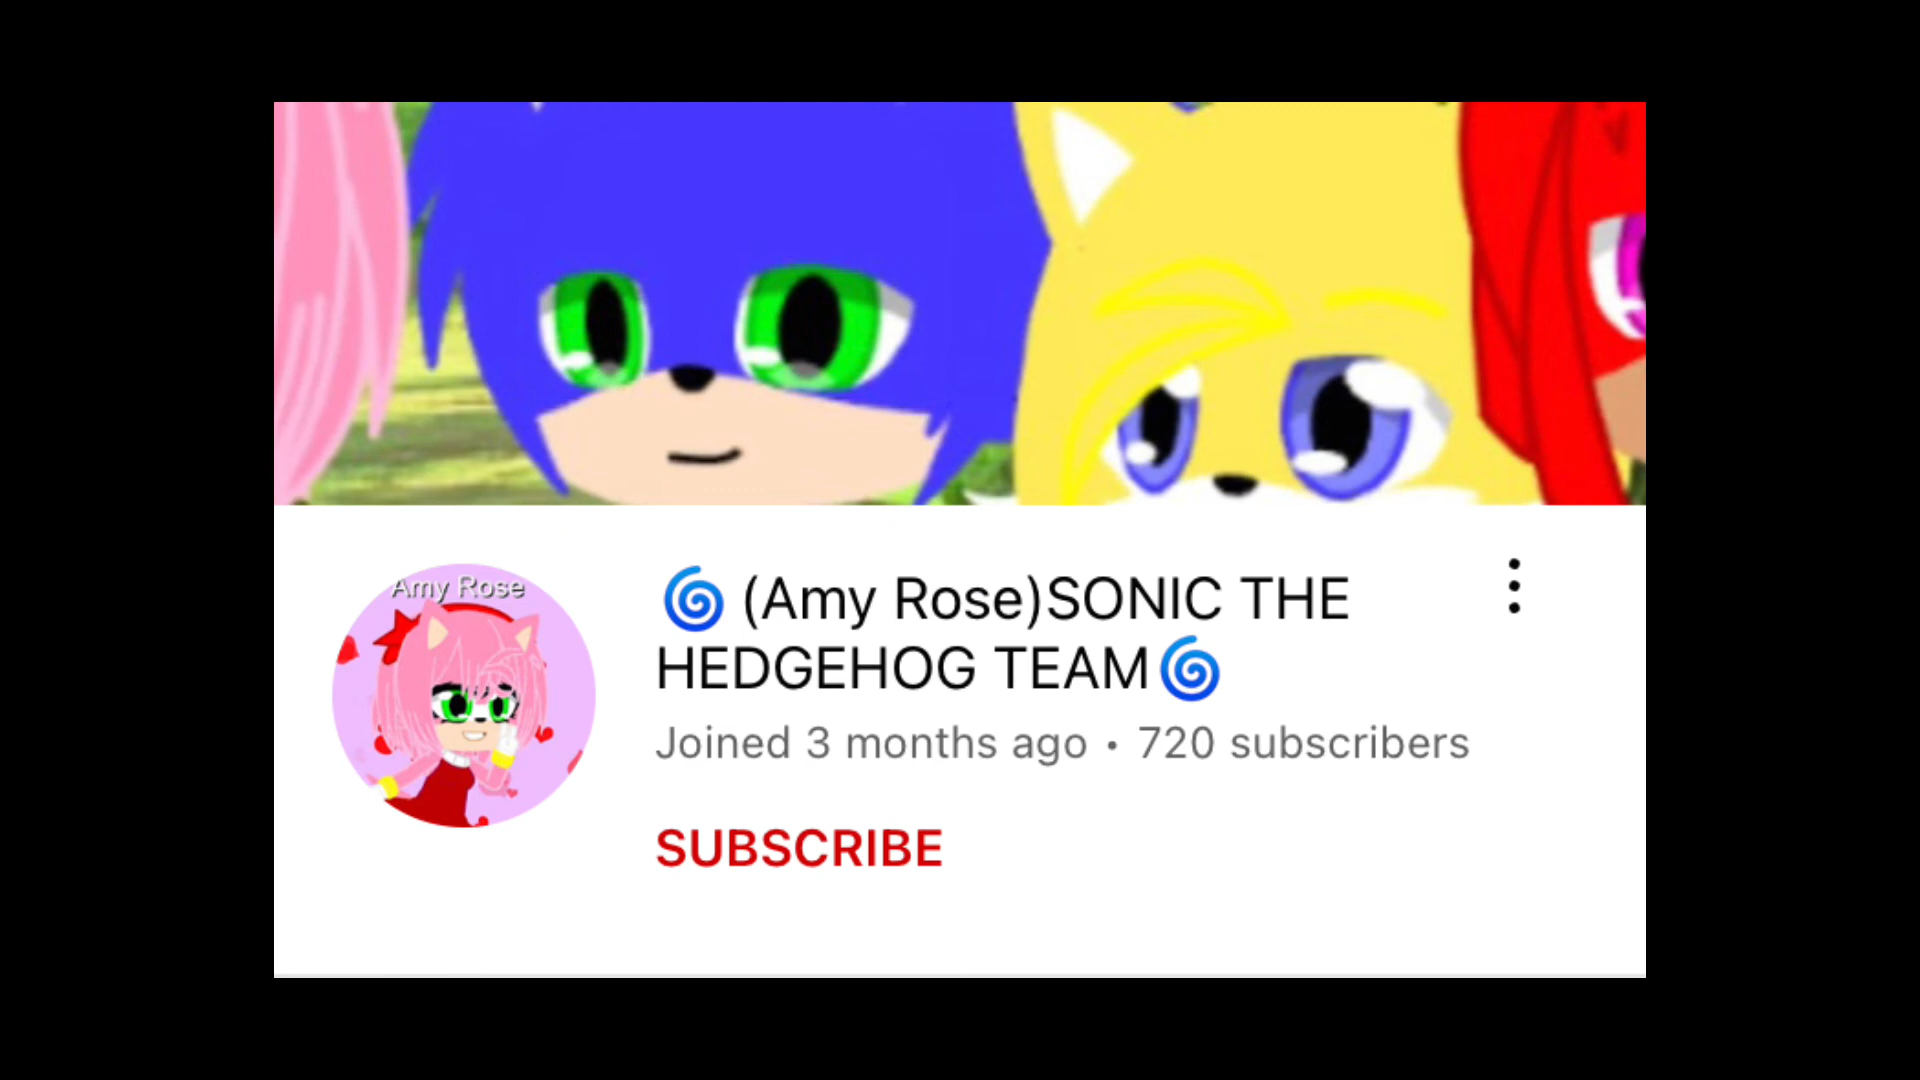 Amy Rose
🌀 (Amy Rose)SONIC THE
HEDGEHOG TEAM🌀
Joined 3 months ago • 720 subscribers
SUBSCRIBE